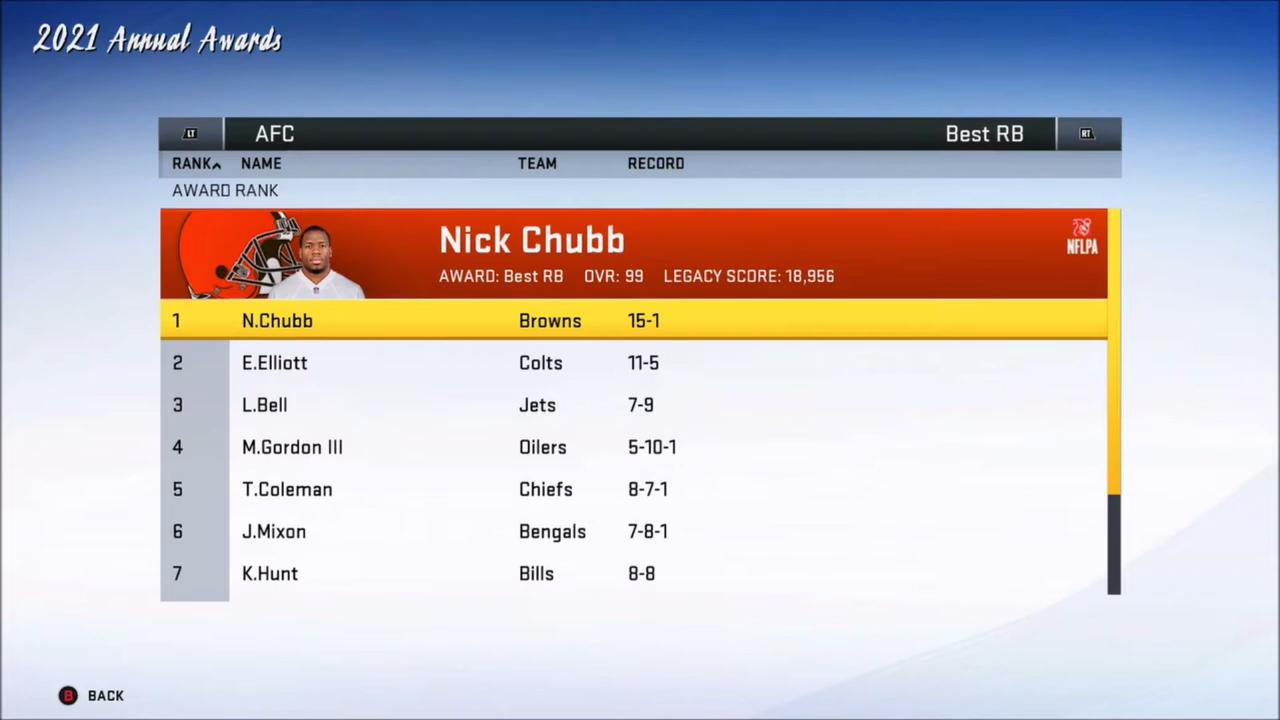 2021 Annual Awards
LT AFC Best RB RT
RANK NAME TEAM RECORD
AWARD RANK
Nick Chubb
AWARD: Best RB OVR: 99 LEGACY SCORE: 18,956
NFLPA
1 N.Chubb Browns 15-1
2 E.Elliott Colts 11-5
3 L.Bell Jets 7-9
4 M.Gordon III Oilers 5-10-1
5 T.Coleman Chiefs 8-7-1
6 J.Mixon Bengals 7-8-1
7 K.Hunt Bills 8-8
B BACK